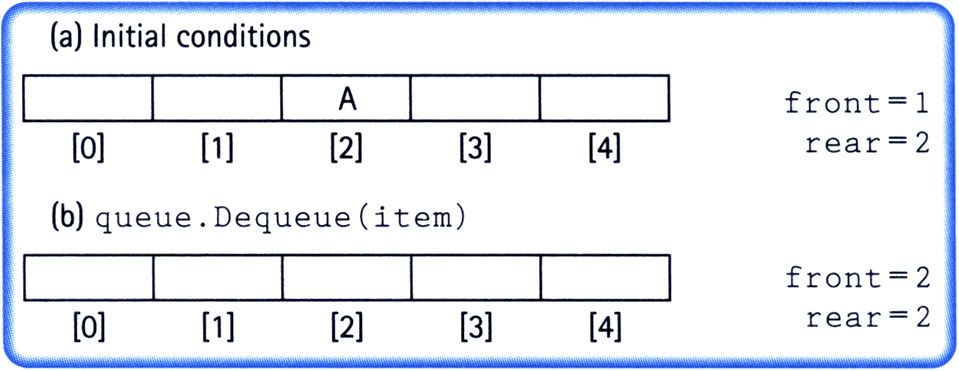 (a) Initial conditions
A
[0] [1] [2] [3] [4]
front = 1
rear = 2
(b) queue.Dequeue(item)
[0] [1] [2] [3] [4]
front = 2
rear = 2